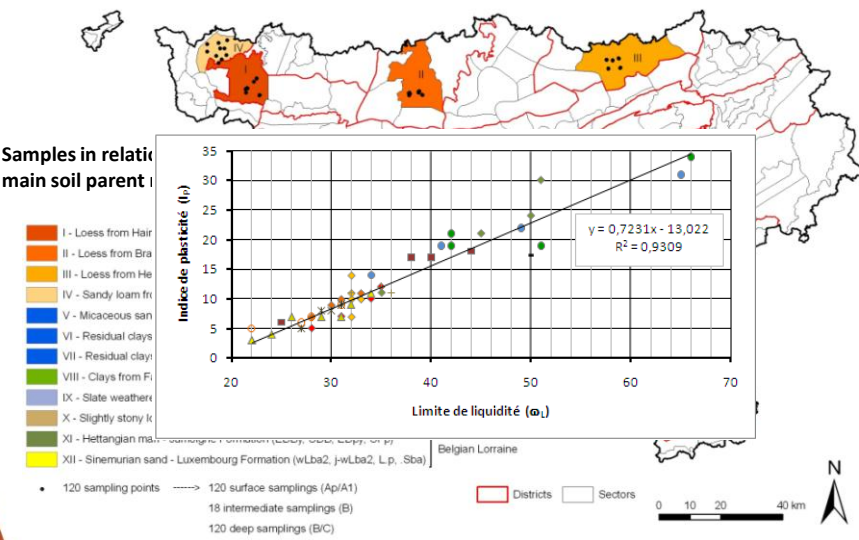 IV
I
II
III
Samples in relatio
main soil parent
Indice de plasticité (Ip)
35
30
25
20
15
10
5
0
y = 0,7231x - 13,022
R² = 0,9309
20 30 40 50 60 70
Limite de liquidité (ωL)
I - Loess from Hair
II - Loess from Bra
III - Loess from He
IV - Sandy loam fro
V - Micaceous san
VI - Residual clays
VII - Residual clays
VIII - Clays from Fa
IX - Slate weathere
X - Slightly stony lo
XI - Hettangian ma
XII - Sinemurian sand - Luxembourg Formation (wLba2, j-wLba2, L.p, .Sba)
Belgian Lorraine
120 sampling points -----> 120 surface samplings (Ap/A1)
18 intermediate samplings (B)
120 deep samplings (B/C)
Districts Sectors
0 10 20 40 km
N